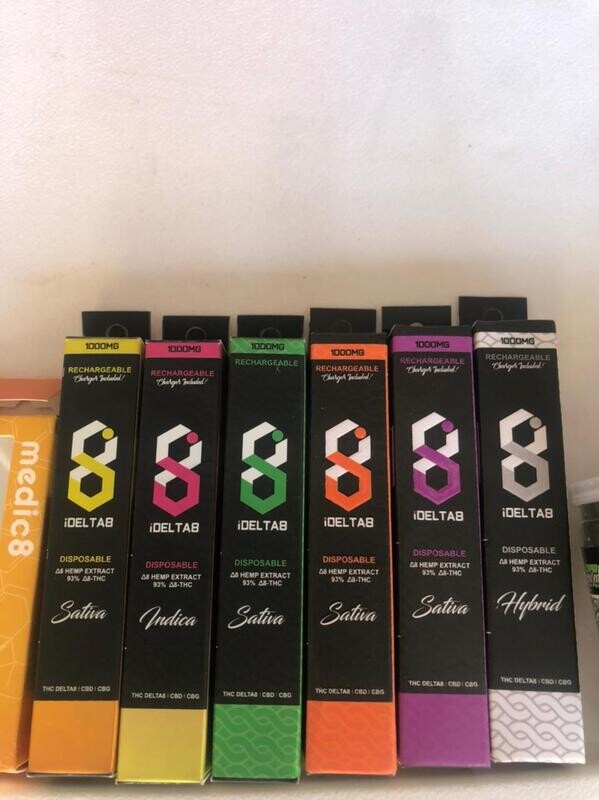 medic8
1000MG
RECHARGEABLE
Charger Included!
iDELTA8
DISPOSABLE
Δ8 HEMP EXTRACT
93% Δ8-THC
Sativa
THC DELTA8 | CBD | CBG
1000MG
RECHARGEABLE
Charger Included!
iDELTA8
DISPOSABLE
Δ8 HEMP EXTRACT
93% Δ8-THC
Indica
1000MG
RECHARGEABLE
iDELTA8
DISPOSABLE
Δ8 HEMP EXTRACT
93% Δ8-THC
Sativa
THC DELTA8 | CBD | CBG
1000MG
RECHARGEABLE
Charger Included!
iDELTA8
DISPOSABLE
Δ8 HEMP EXTRACT
93% Δ8-THC
Sativa
THC DELTA8 | CBD | CBG
1000MG
RECHARGEABLE
Charger Included!
iDELTA8
DISPOSABLE
Δ8 HEMP EXTRACT
93% Δ8-THC
Sativa
THC DELTA8 | CBD | CBG
1000MG
RECHARGEABLE
Charger Included!
iDELTA8
DISPOSABLE
Δ8 HEMP EXTRACT
93% Δ8-THC
Hybrid
THC DELTA8 | CBD | CBG